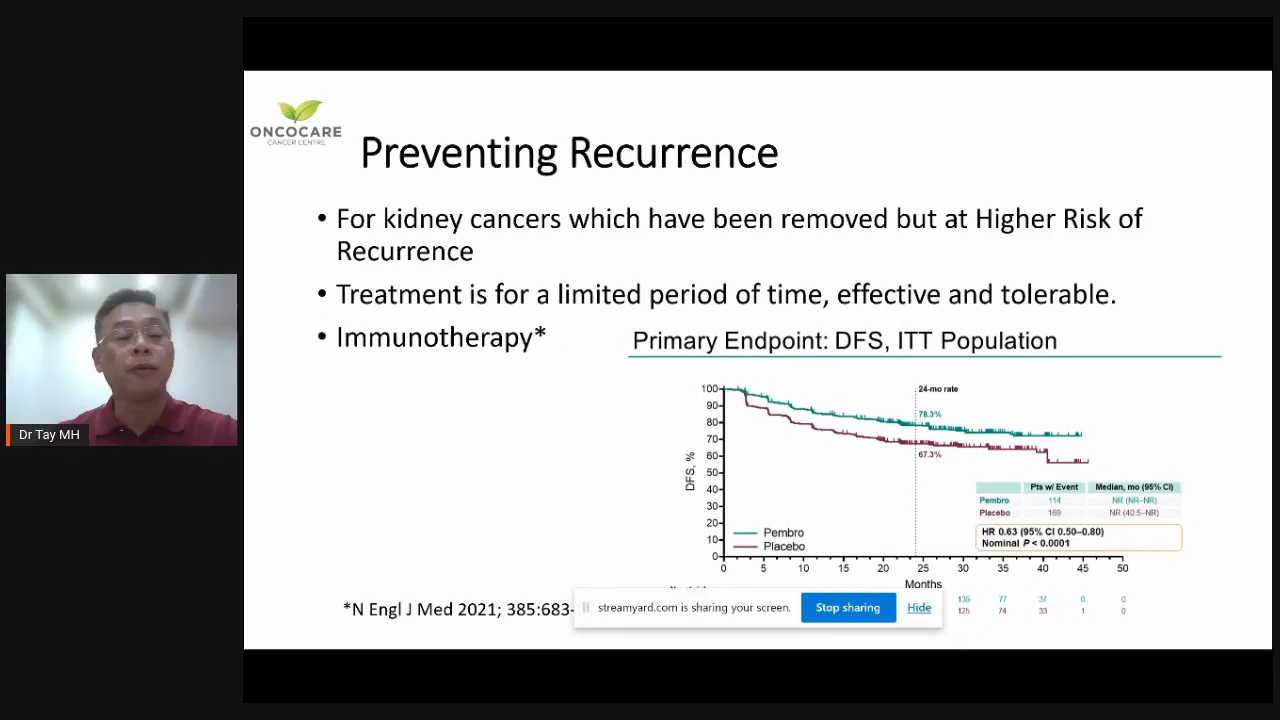 ONCOCARE
CANCER CENTRE
Preventing Recurrence
• For kidney cancers which have been removed but at Higher Risk of
Recurrence
• Treatment is for a limited period of time, effective and tolerable.
• Immunotherapy*
Primary Endpoint: DFS, ITT Population
24-mo rate
78.3%
67.3%
100
90
80
70
60
50
40
30
20
10
0
DFS, %
Pembro
Placebo
0 5 10 15 20 25 30 35 40 45 50
Months
Pts w/ Event Median, mo (95% CI)
Pembro 114 NR (NR–NR)
Placebo 169 NR (40.5–NR)
HR 0.63 (95% CI 0.50–0.80)
Nominal P < 0.0001
135 77 37 0 0
125 74 33 1 0
*N Engl J Med 2021; 385:683-
streamyard.com is sharing your screen.
Stop sharing
Hide
Dr Tay MH